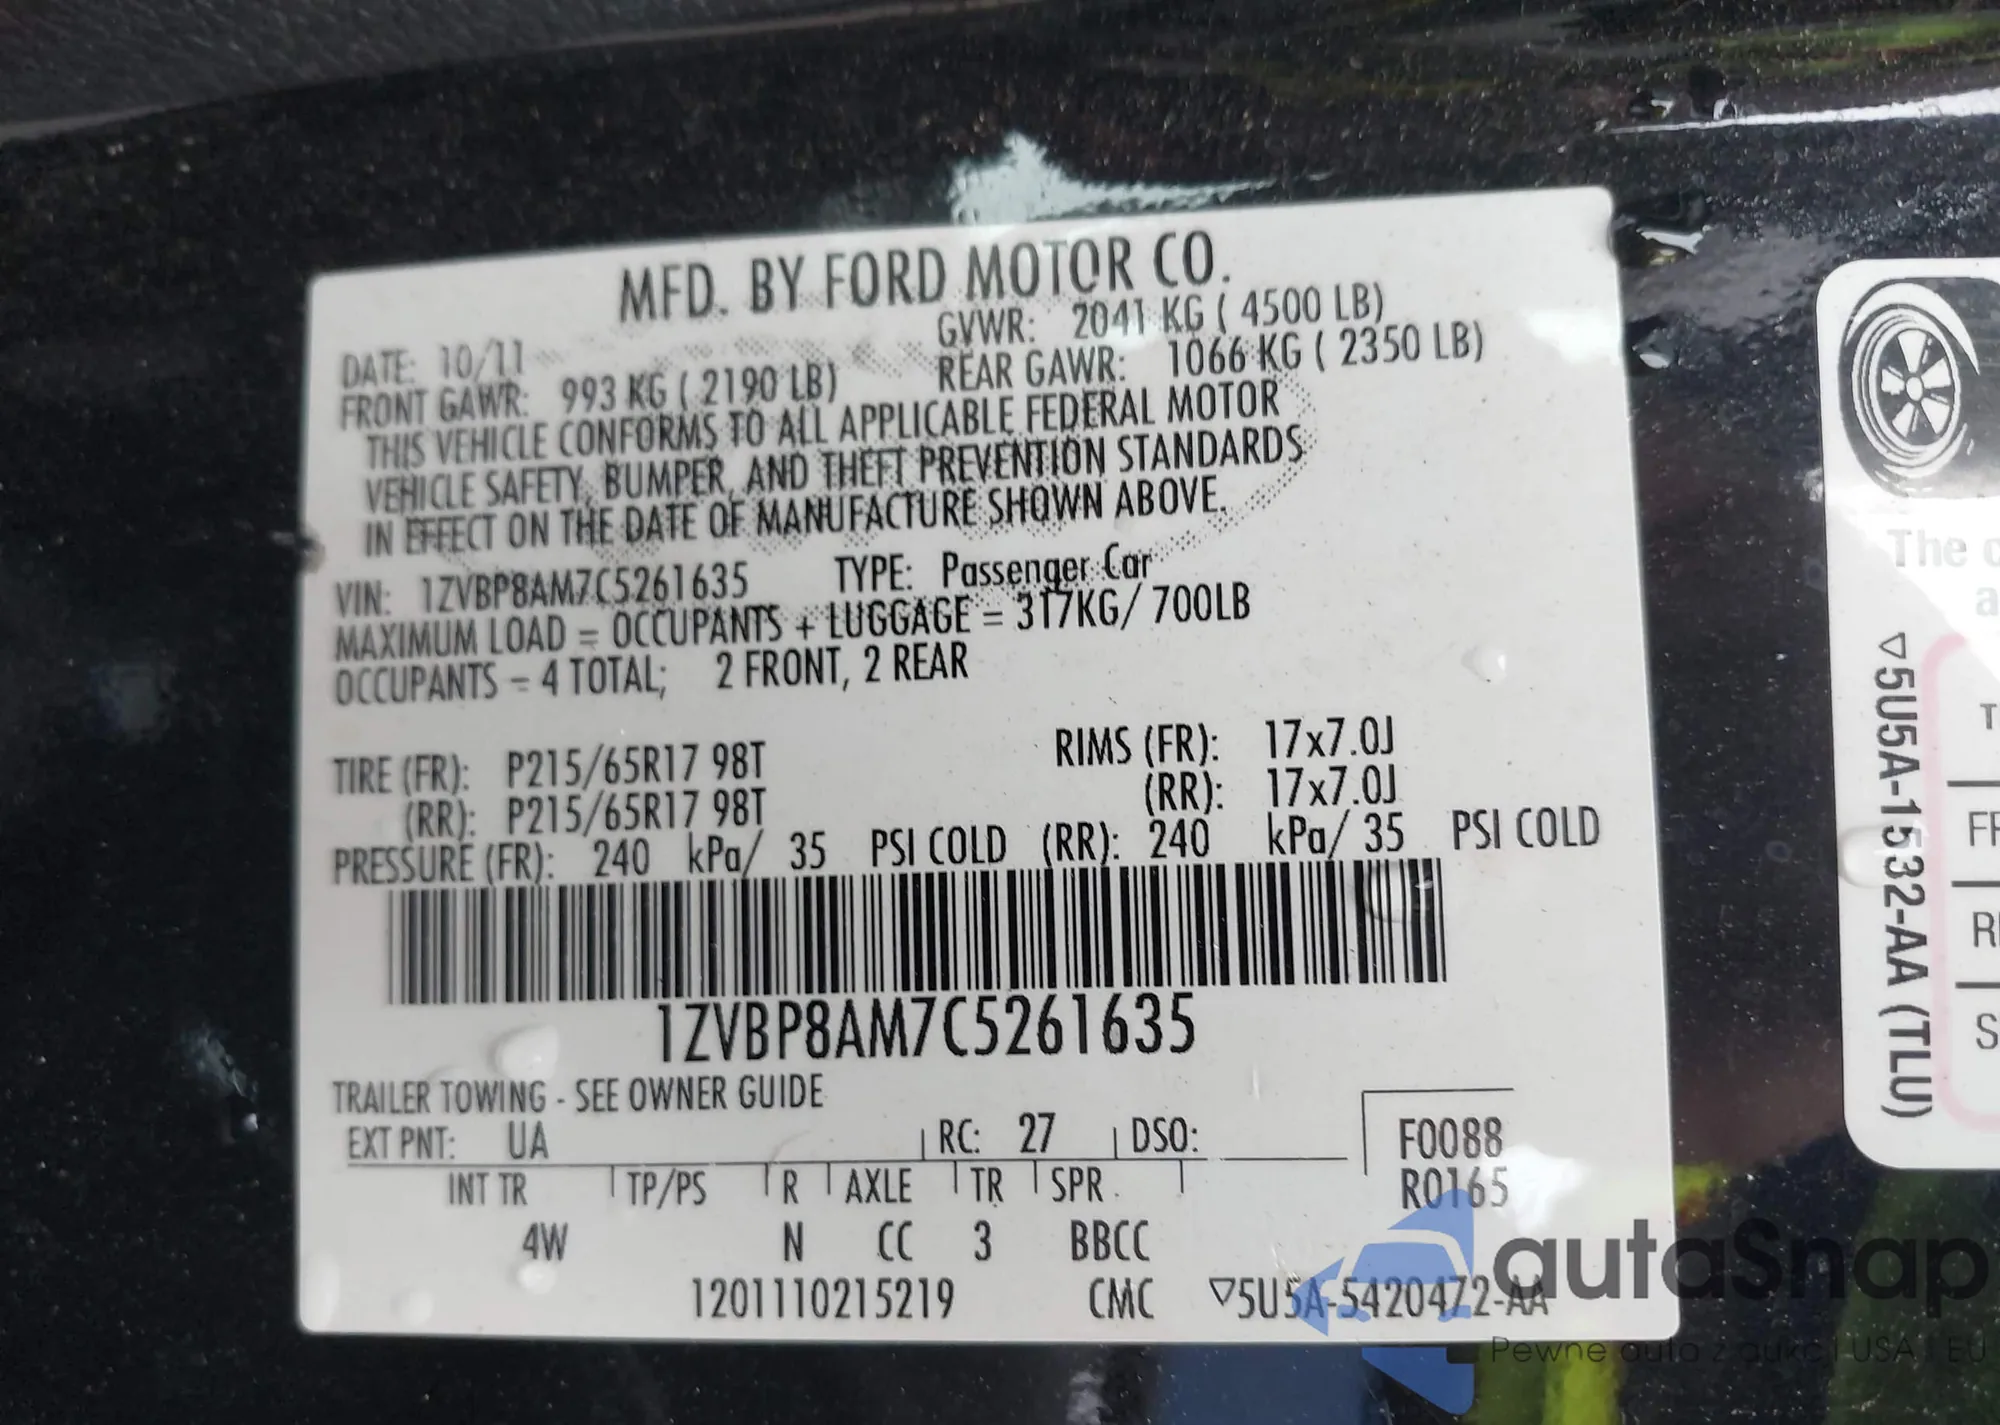 MFD. BY FORD MOTOR CO.
DATE: 10/11 GVWR: 2041 KG ( 4500 LB)
FRONT GAWR: 993 KG ( 2190 LB) REAR GAWR: 1066 KG ( 2350 LB)
THIS VEHICLE CONFORMS TO ALL APPLICABLE FEDERAL MOTOR
VEHICLE SAFETY, BUMPER, AND THEFT PREVENTION STANDARDS
IN EFFECT ON THE DATE OF MANUFACTURE SHOWN ABOVE.
VIN: 1ZVBP8AM7C5261635 TYPE: Passenger Car
MAXIMUM LOAD = OCCUPANTS + LUGGAGE = 317KG/ 700LB
OCCUPANTS = 4 TOTAL; 2 FRONT, 2 REAR
TIRE (FR): P215/65R17 98T RIMS (FR): 17x7.0J
(RR): P215/65R17 98T (RR): 17x7.0J
PRESSURE (FR): 240 kPa/ 35 PSI COLD (RR): 240 kPa/ 35 PSI COLD
1ZVBP8AM7C5261635
TRAILER TOWING - SEE OWNER GUIDE
EXT PNT: UA RC: 27 DSO: F0088
INT TR TP/PS R AXLE TR SPR R0165
4W N CC 3 BBCC
1201110215219 CMC ▽5U5A-5420472-AA
The
▽5U5A-1532-AA (TLU)
autaSnap
Pewne auta z aukcji USA i EU